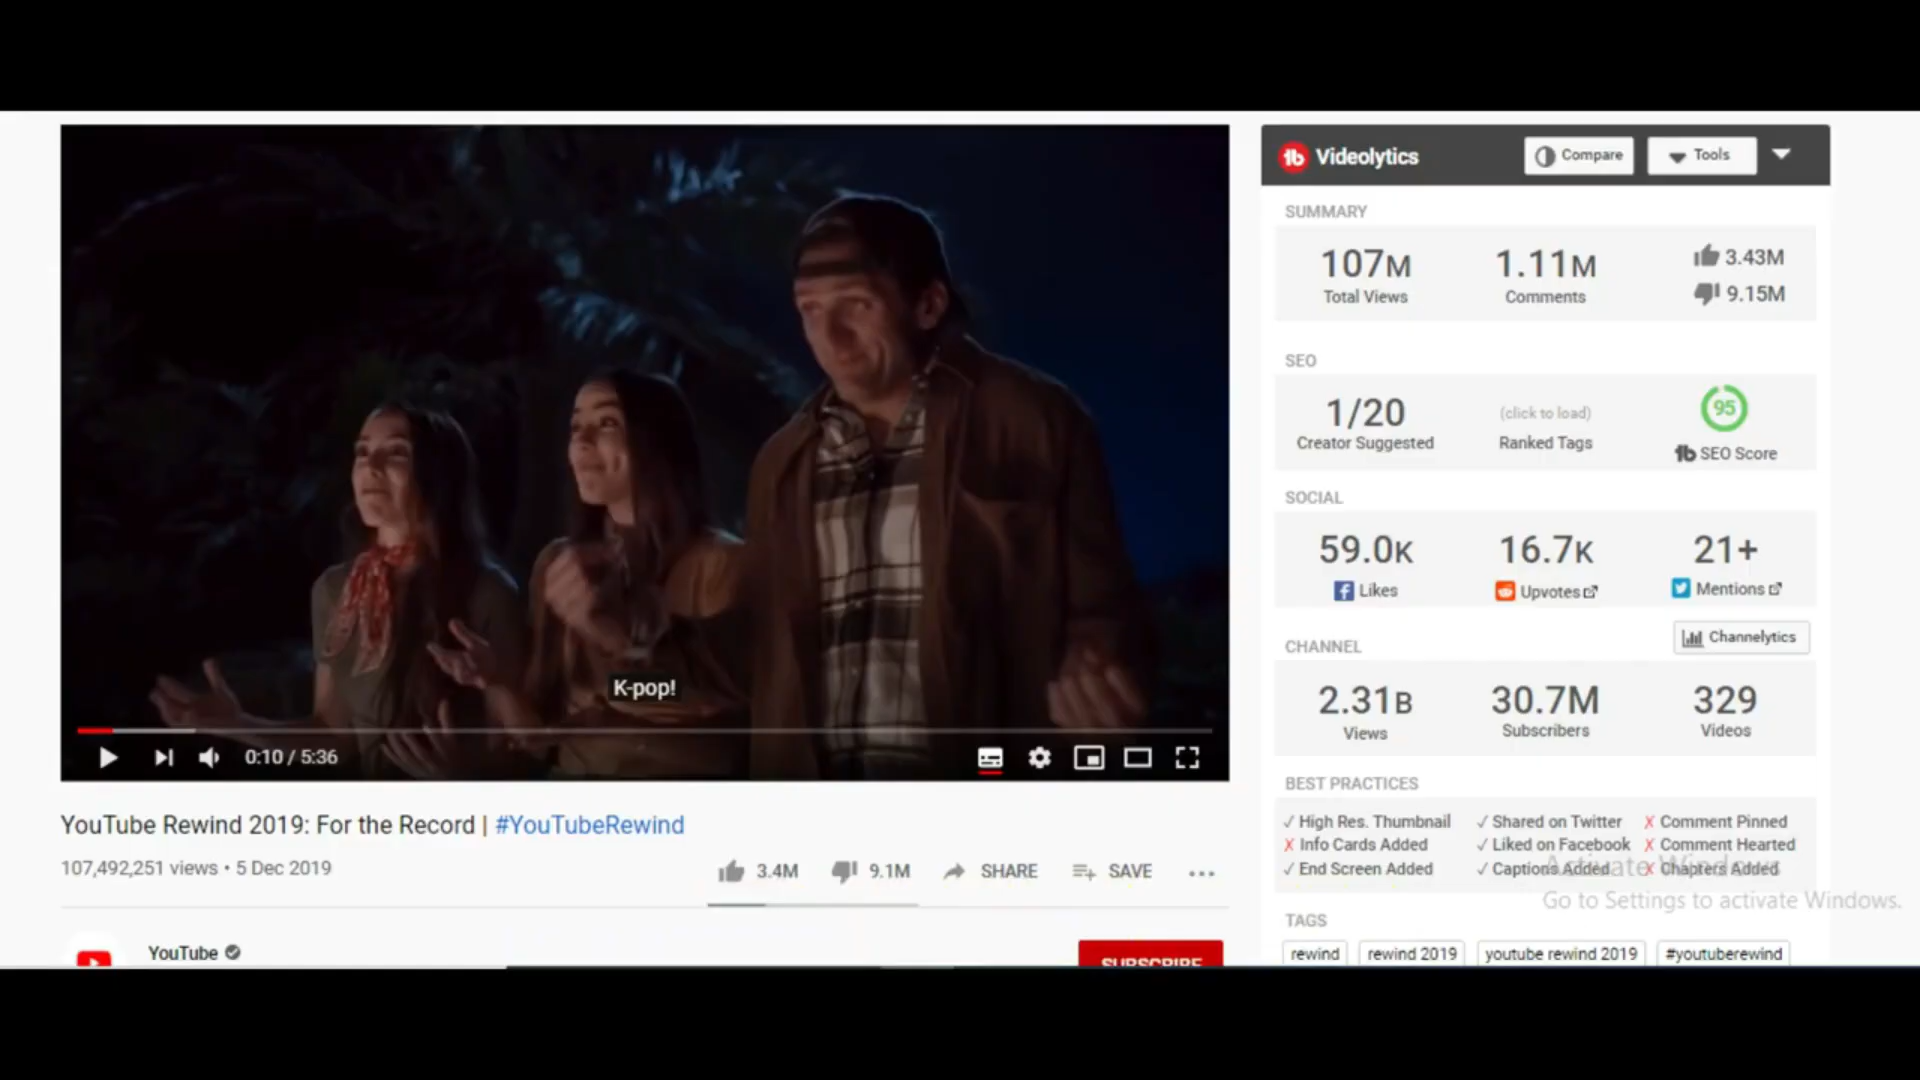 K-pop!
0:10 / 5:36
YouTube Rewind 2019: For the Record | #YouTubeRewind
107,492,251 views • 5 Dec 2019
3.4M 9.1M SHARE SAVE ...
YouTube
SUBSCRIBE
tb Videolytics Compare Tools
SUMMARY
107M 1.11M 3.43M
Total Views Comments 9.15M
SEO
1/20 (click to load) 95
Creator Suggested Ranked Tags tb SEO Score
SOCIAL
59.0K 16.7K 21+
Likes Upvotes Mentions
CHANNEL Channelytics
2.31B 30.7M 329
Views Subscribers Videos
BEST PRACTICES
✓ High Res. Thumbnail ✓ Shared on Twitter ✗ Comment Pinned
✗ Info Cards Added ✓ Liked on Facebook ✗ Comment Hearted
✓ End Screen Added ✓ Captions Added ✗ Chapters Added
Activate Windows
Go to Settings to activate Windows.
TAGS
rewind rewind 2019 youtube rewind 2019 #youtuberewind